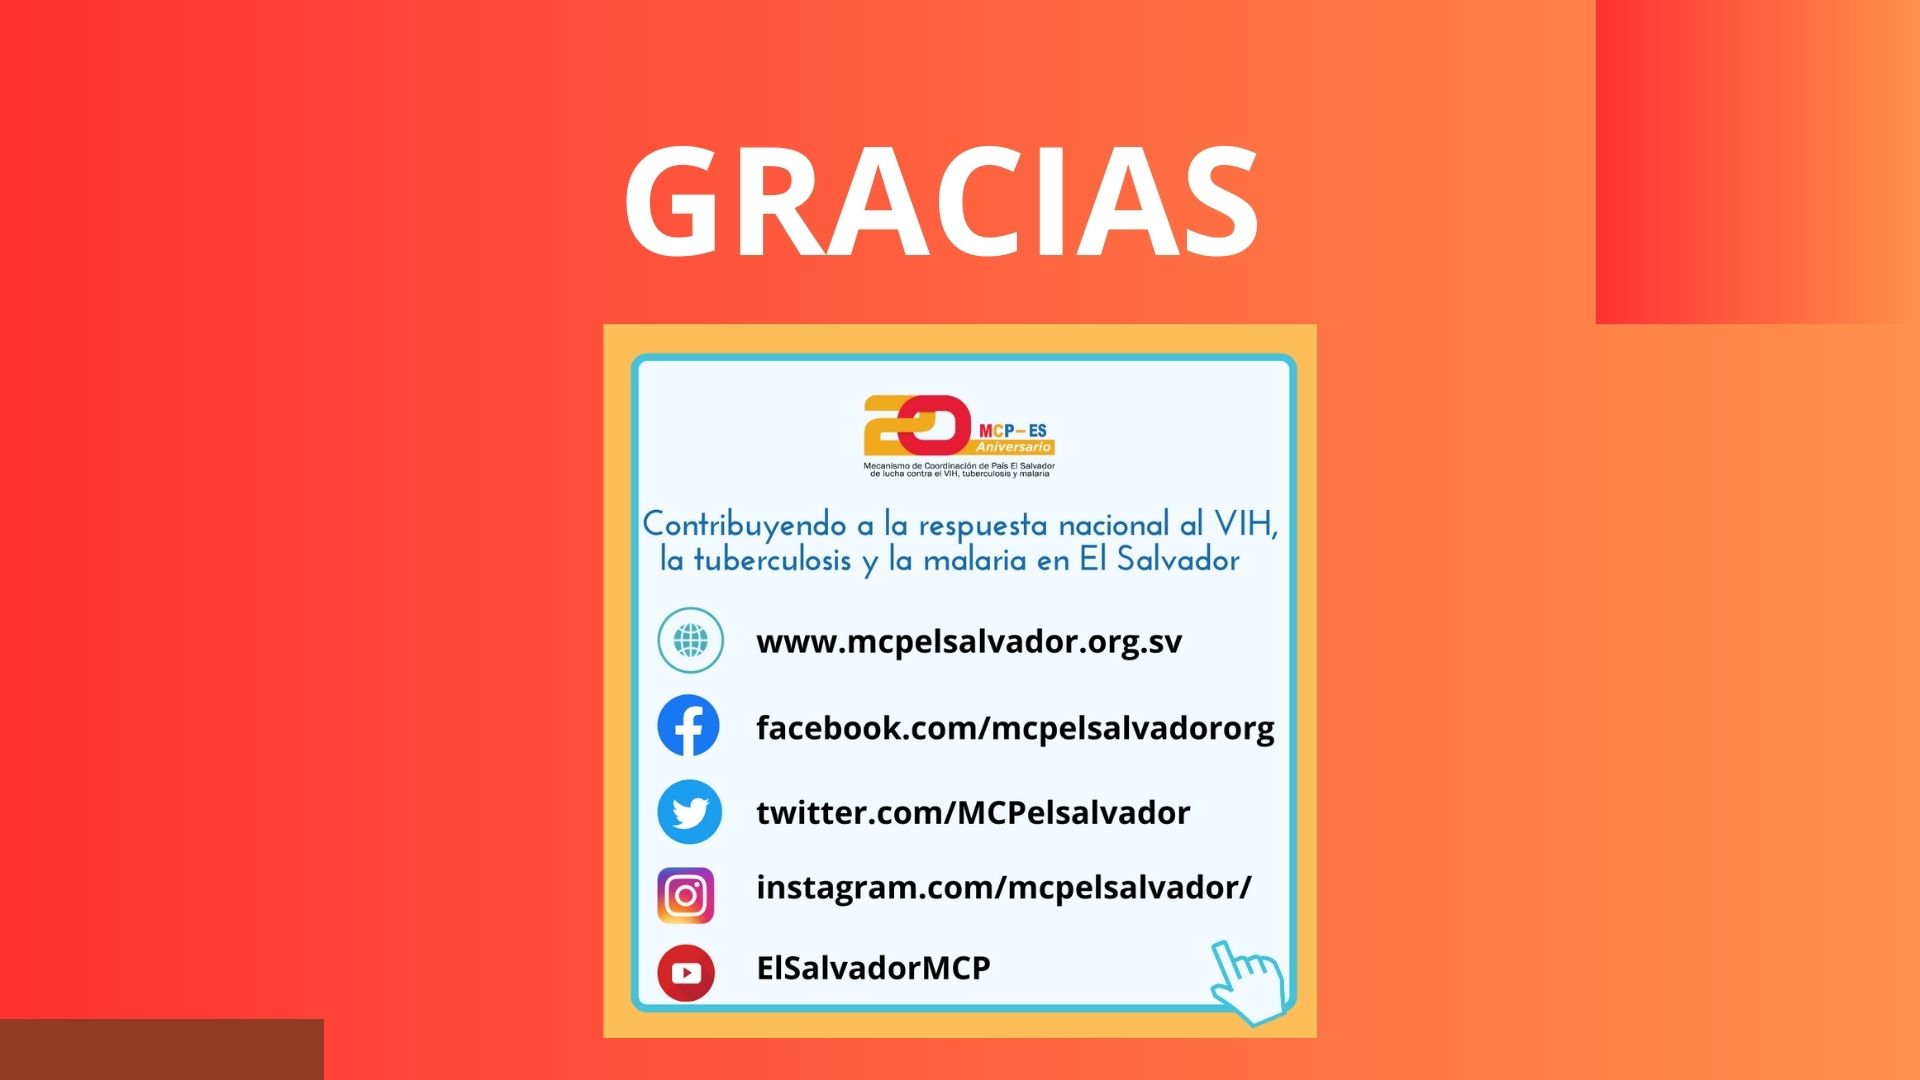 GRACIAS
20 MCP-ES
Aniversario
Mecanismo de Coordinación de País El Salvador
de lucha contra el VIH, tuberculosis y malaria
Contribuyendo a la respuesta nacional al VIH,
la tuberculosis y la malaria en El Salvador
www.mcpelsalvador.org.sv
facebook.com/mcpelsalvadororg
twitter.com/MCPelsalvador
instagram.com/mcpelsalvador/
ElSalvadorMCP